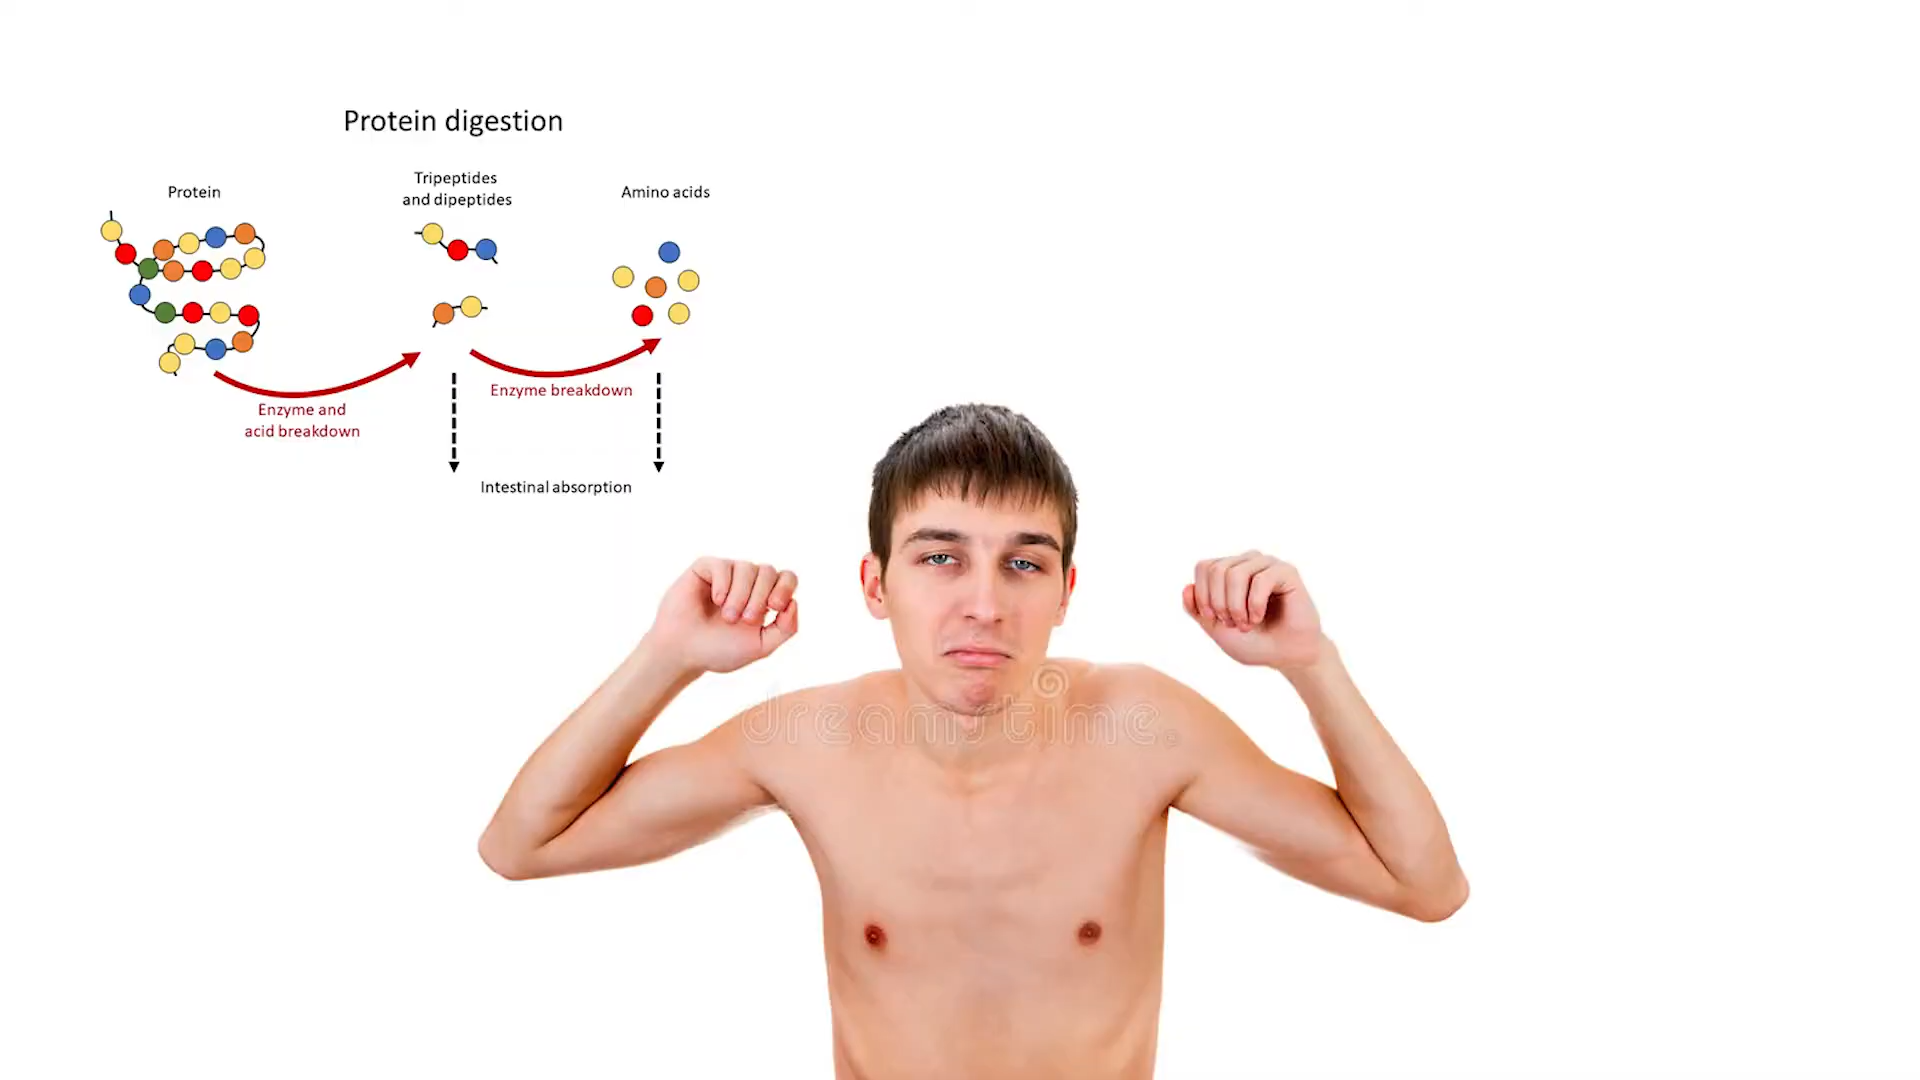 Protein digestion
Protein
Tripeptides
and dipeptides
Amino acids
Enzyme breakdown
Enzyme and
acid breakdown
Intestinal absorption
dreamstime.